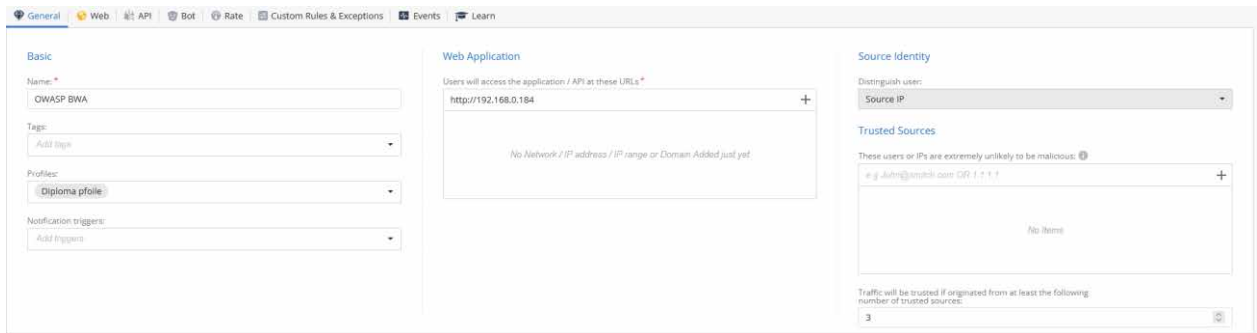 General Web API Bot Rate Custom Rules & Exceptions Events Learn
Basic
Name: *
OWASP BWA
Tags:
Add tags
Profiles:
Diploma pfoile
Notification triggers:
Add triggers
Web Application
Users will access the application / API at these URLs: *
http://192.168.0.184
No Network / IP address / IP range or Domain Added just yet
Source Identity
Distinguish user:
Source IP
Trusted Sources
These users or IPs are extremely unlikely to be malicious:
No Items
Traffic will be trusted if originated from at least the following
number of trusted sources:
3